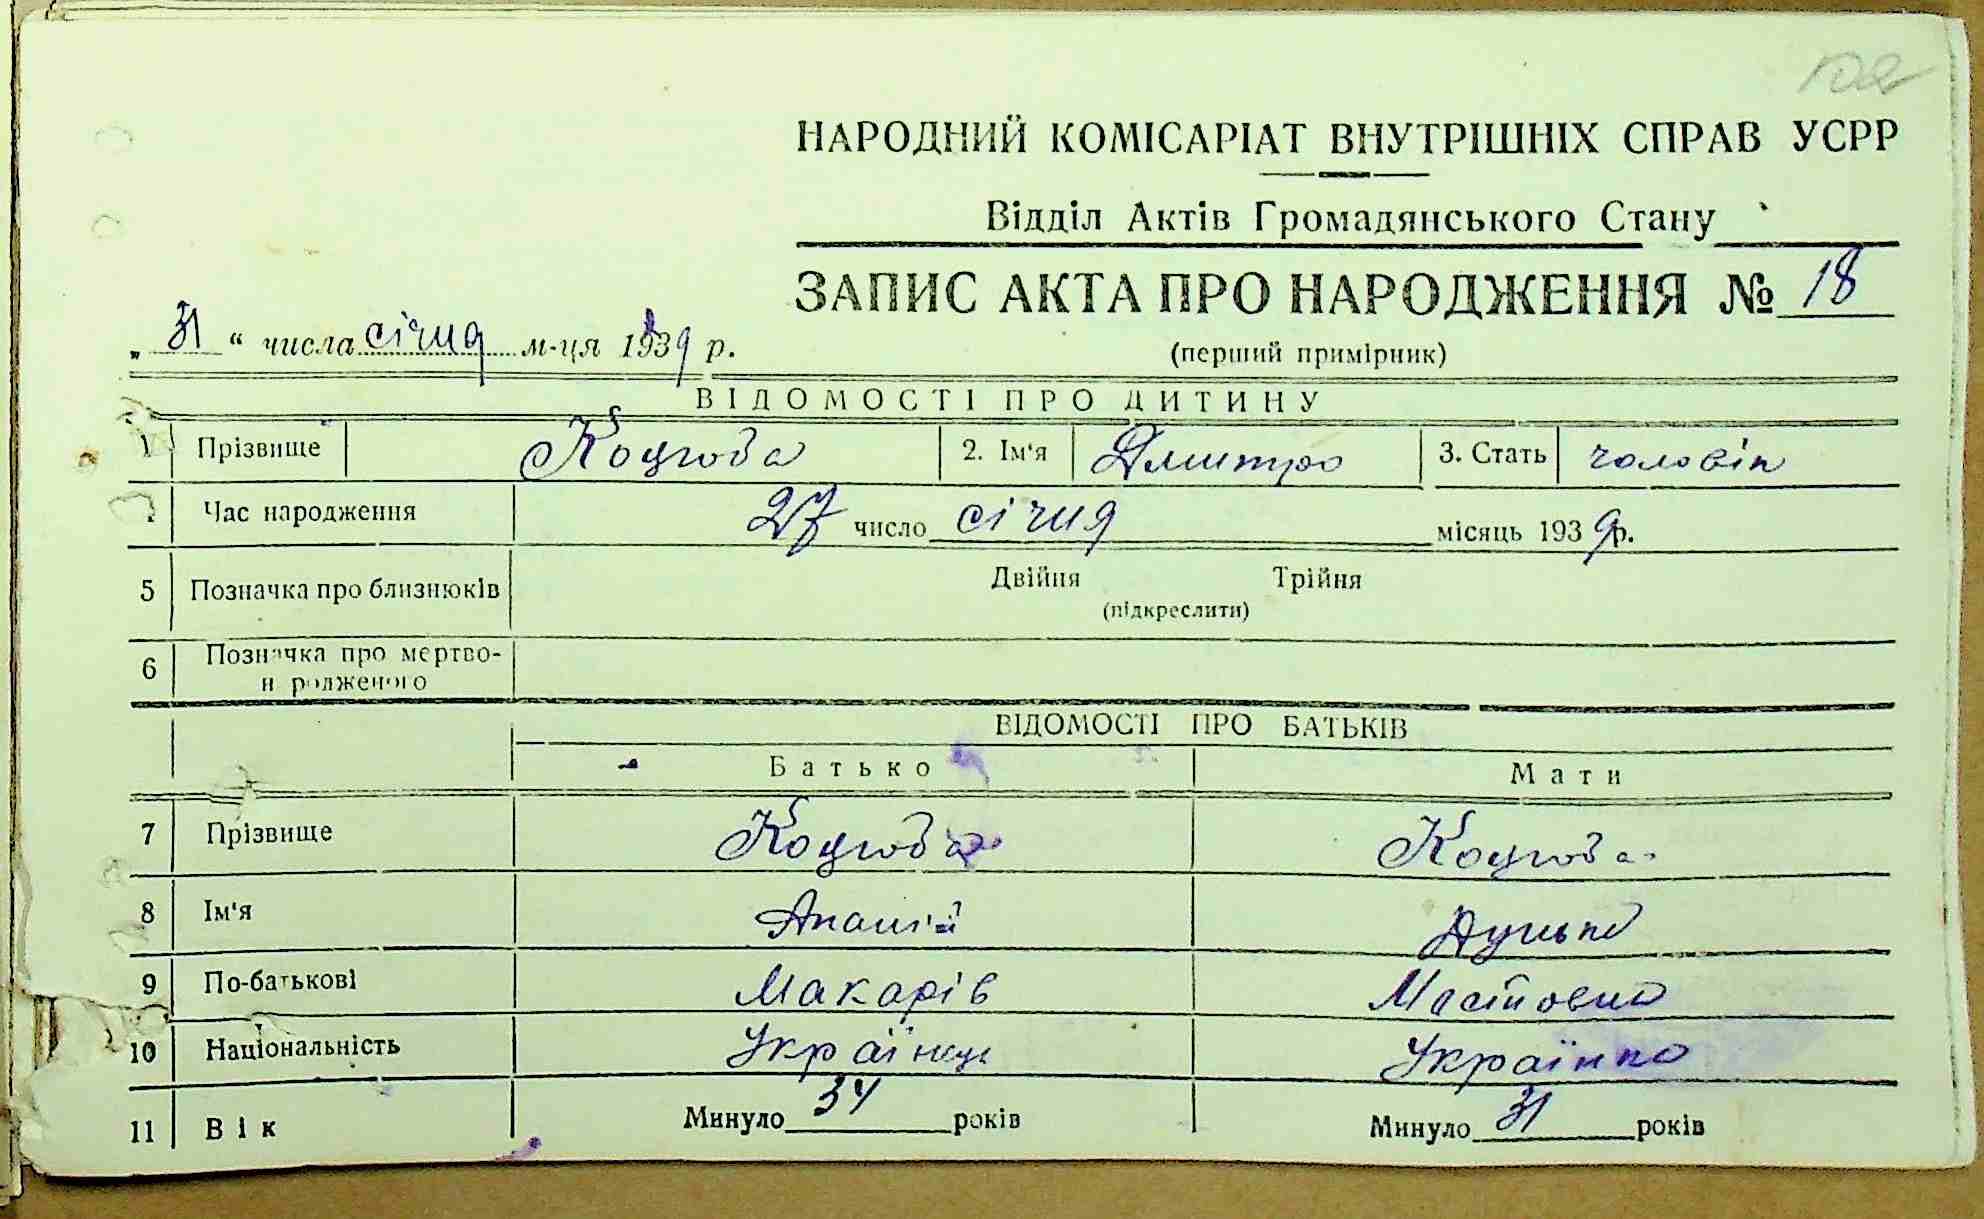 102
НАРОДНИЙ КОМІСАРІАТ ВНУТРІШНІХ СПРАВ УСРР
Відділ Актів Громадянського Стану
ЗАПИС АКТА ПРО НАРОДЖЕННЯ № 18
„ 31 “ числа січня м-ця 1939 р.
(перший примірник)
ВІДОМОСТІ ПРО ДИТИНУ
1 Прізвище Коцюба 2. Ім‘я Дмитро 3. Стать чоловік
Час народження 27 число січня місяць 1939 р.
5 Позначка про близнюків Двійня Трійня
(підкреслити)
6 Позначка про мертво-
народженого
ВІДОМОСТІ ПРО БАТЬКІВ
Батько Мати
7 Прізвище Коцюба Коцюба
8 Ім‘я
9 По-батькові Макарів
10 Національність Українець Українка
11 Вік Минуло 34 років Минуло 31 років